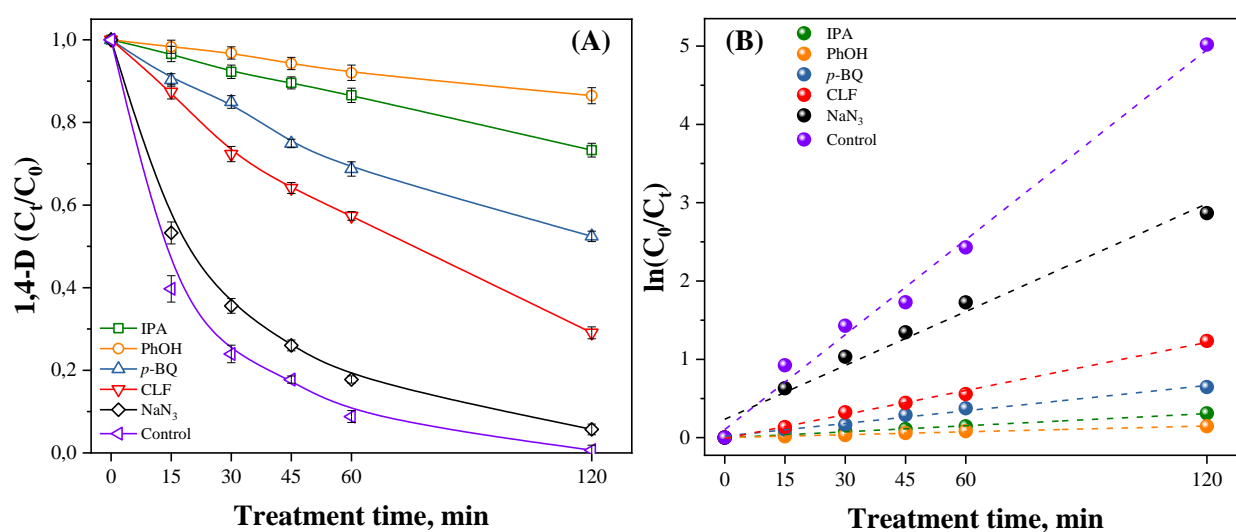 (A)
1,4-D (Cₜ/C₀)
1,0
0,8
0,6
0,4
0,2
0,0
IPA
PhOH
p-BQ
CLF
NaN₃
Control
0 15 30 45 60 120
Treatment time, min
(B)
ln(C₀/Cₜ)
5
4
3
2
1
0
IPA
PhOH
p-BQ
CLF
NaN₃
Control
0 15 30 45 60 120
Treatment time, min